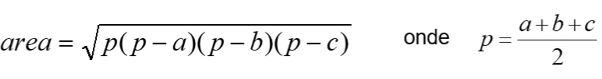 area = √p(p − a)(p − b)(p − c) onde p = a + b + c / 2